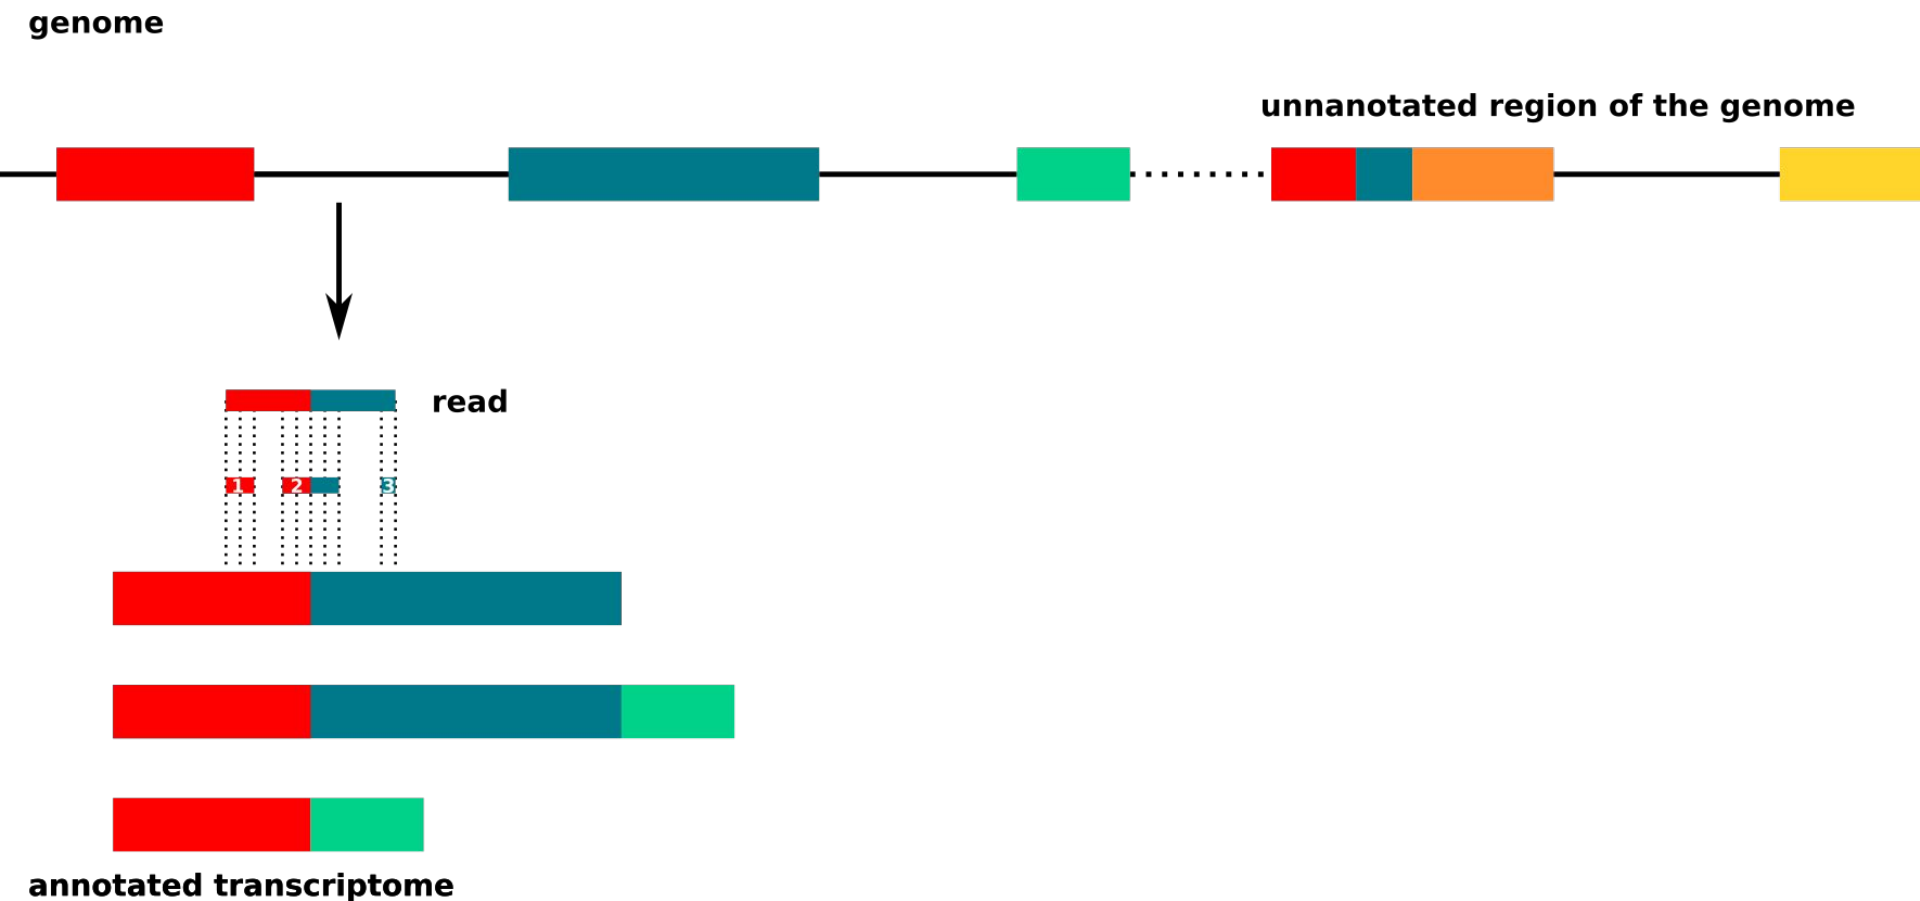 genome
unnanotated region of the genome
read
1 2 3
annotated transcriptome